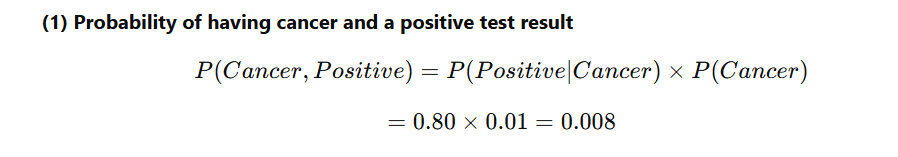 (1) Probability of having cancer and a positive test result
P(Cancer, Positive) = P(Positive|Cancer) × P(Cancer)
= 0.80 × 0.01 = 0.008